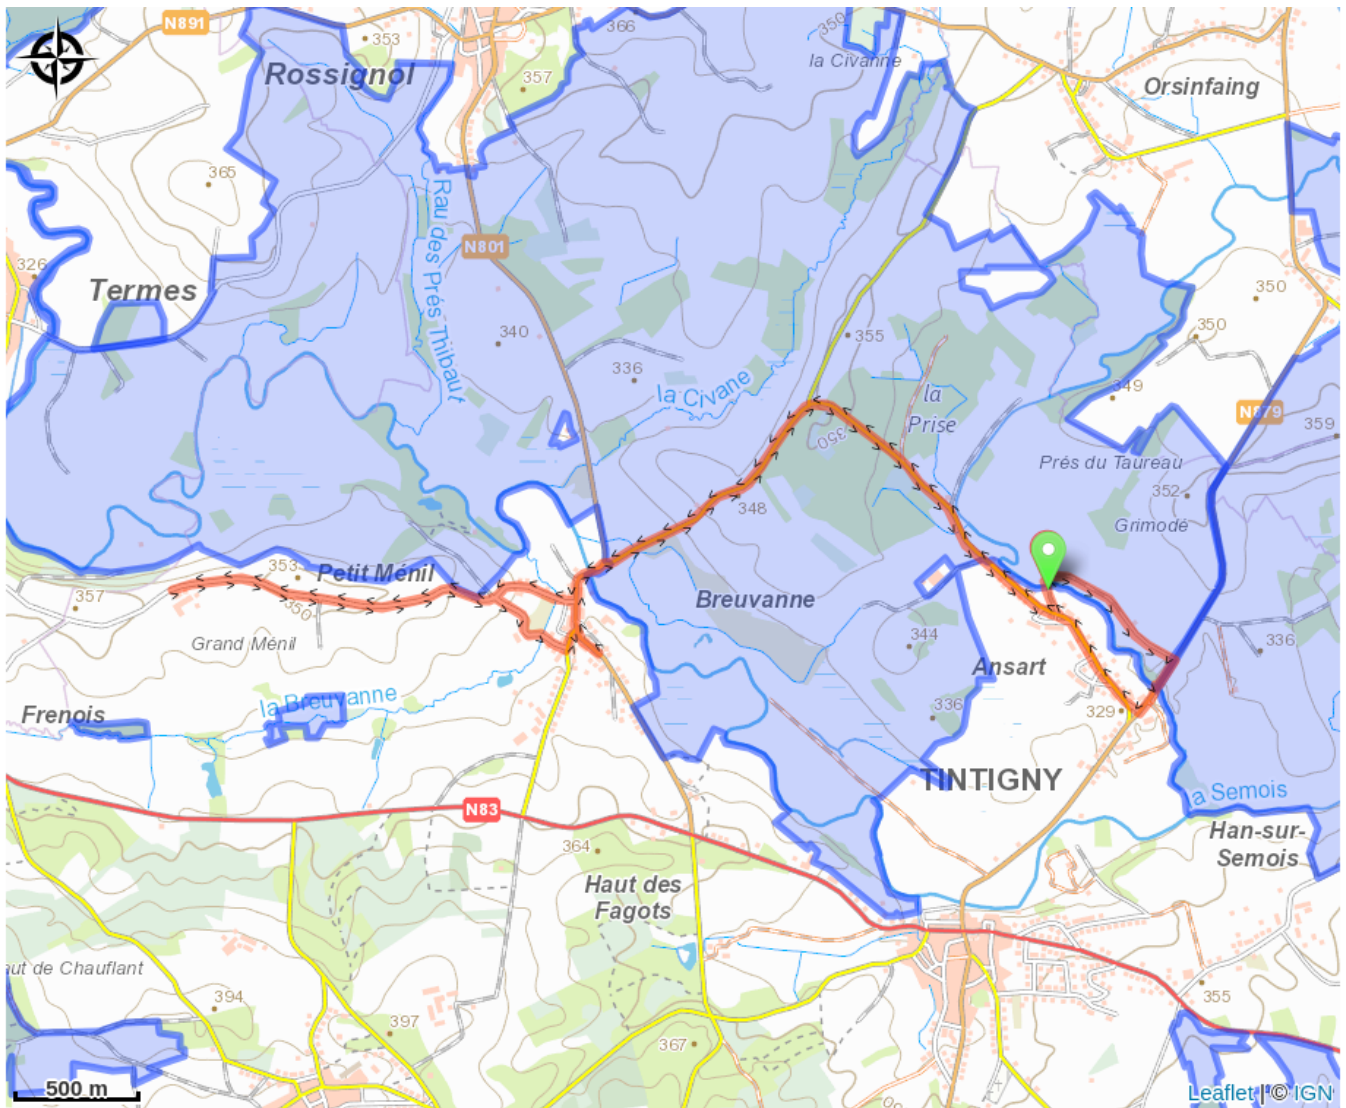 N891
353
366
350
la Civanne
Rossignol
357
Orsinfaing
365
Rau des Prés Thibaut
N801
326
Termes
350
340
355
350
336
la Civane
349
la
Prise
N879
359
350
348
Prés du Taureau
352
Grimodé
353
Petit Ménil
357
350
Breuvanne
Grand Ménil
344
336
Ansart
la Breuvanne
Frenois
336
329
TINTIGNY
a Semois
N83
Han-sur-
Semois
364
Haut des
Fagots
aut de Chauflant
394
355
397
367
500 m
Leaflet | © IGN